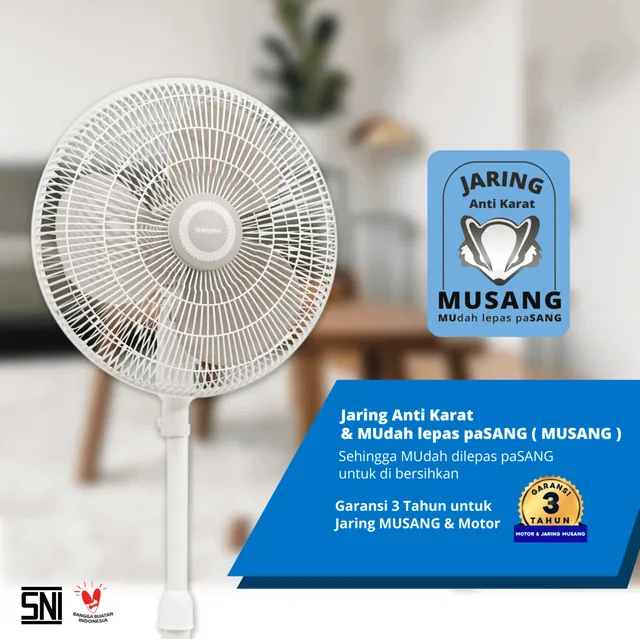 JARING
Anti Karat
MUSANG
MUdah lepas paSANG
Jaring Anti Karat
& MUdah lepas paSANG ( MUSANG )
Sehingga MUdah dilepas paSANG
untuk di bersihkan
Garansi 3 Tahun untuk
Jaring MUSANG & Motor
GARANSI
3
TAHUN
MOTOR & JARING MUSANG
SNI
BANGGA BUATAN
INDONESIA